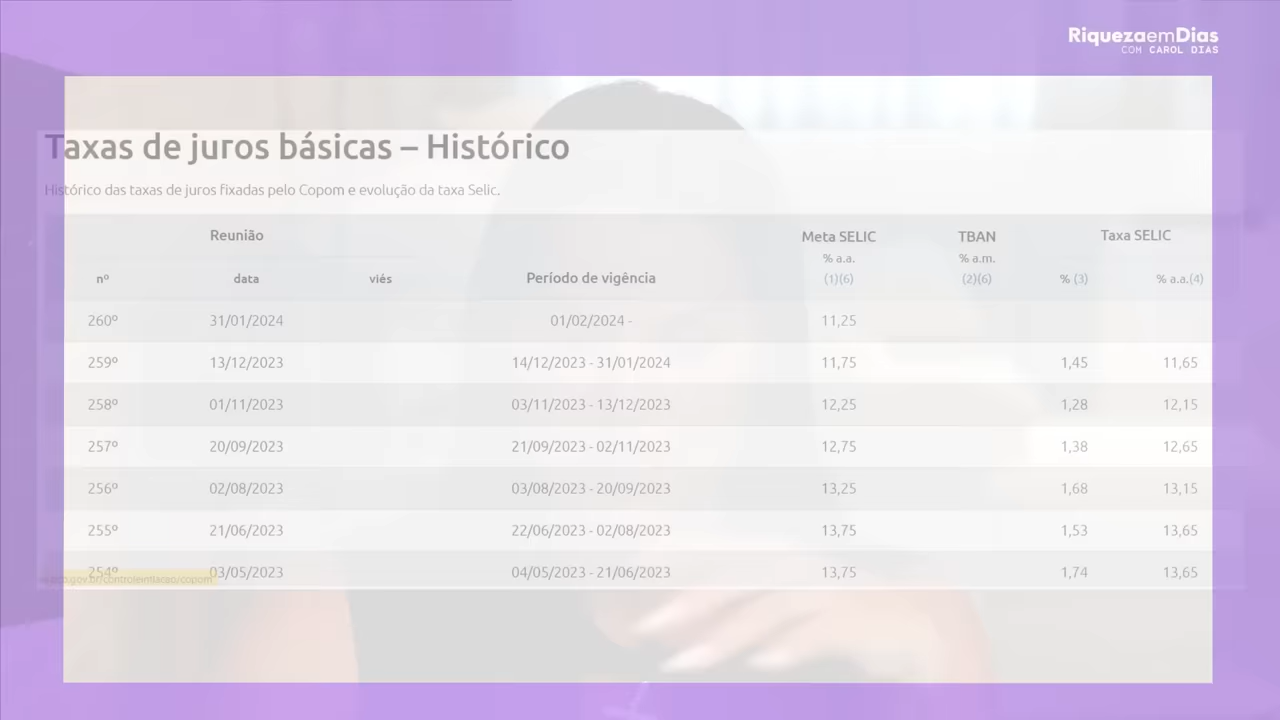 RiquezaemDias
COM CAROL DIAS
Taxas de juros básicas – Histórico
Histórico das taxas de juros fixadas pelo Copom e evolução da taxa Selic.
Reunião Meta SELIC TBAN Taxa SELIC
% a.a. % a.m.
nº data viés Período de vigência (1)(6) (2)(6) % (3) % a.a.(4)
260º 31/01/2024 01/02/2024 - 11,25
259º 13/12/2023 14/12/2023 - 31/01/2024 11,75 1,45 11,65
258º 01/11/2023 03/11/2023 - 13/12/2023 12,25 1,28 12,15
257º 20/09/2023 21/09/2023 - 02/11/2023 12,75 1,38 12,65
256º 02/08/2023 03/08/2023 - 20/09/2023 13,25 1,68 13,15
255º 21/06/2023 22/06/2023 - 02/08/2023 13,75 1,53 13,65
254º 03/05/2023 04/05/2023 - 21/06/2023 13,75 1,74 13,65